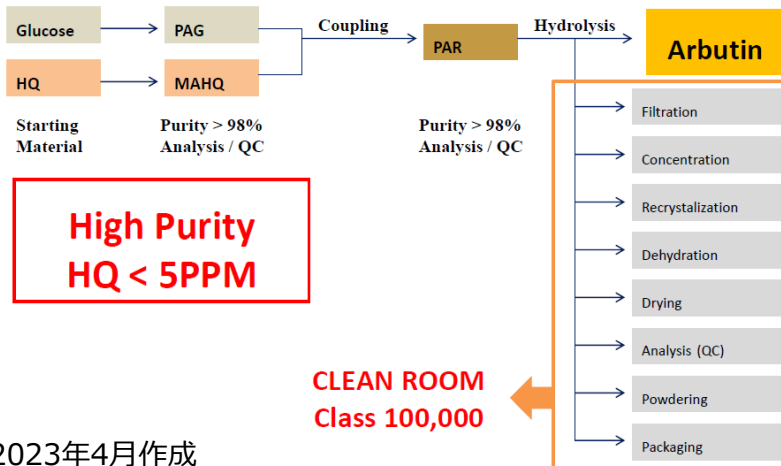 Glucose
PAG
Coupling
PAR
Hydrolysis
Arbutin
HQ
MAHQ
Starting
Material
Purity > 98%
Analysis / QC
Purity > 98%
Analysis / QC
High Purity
HQ < 5PPM
Filtration
Concentration
Recrystalization
Dehydration
Drying
Analysis (QC)
Powdering
Packaging
CLEAN ROOM
Class 100,000
2023年4月作成